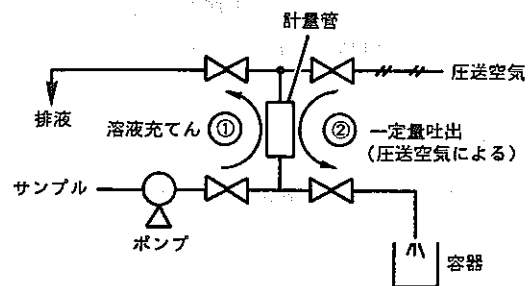 計量管
圧送空気
排液
溶液充てん ①
② 一定量吐出
(圧送空気による)
サンプル
ポンプ
容器